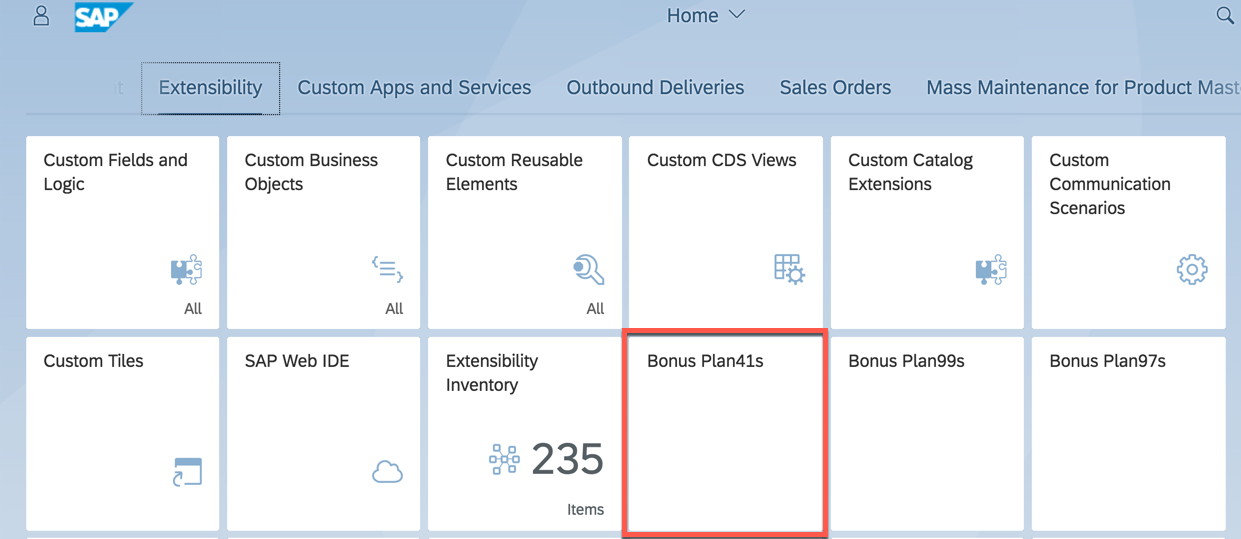 SAP
Home
Extensibility
Custom Apps and Services
Outbound Deliveries
Sales Orders
Mass Maintenance for Product
Custom Fields and
Logic
All
Custom Business
Objects
All
Custom Reusable
Elements
All
Custom CDS Views
Custom Catalog
Extensions
Custom
Communication
Scenarios
Custom Tiles
SAP Web IDE
Extensibility
Inventory
235
Items
Bonus Plan41s
Bonus Plan99s
Bonus Plan97s